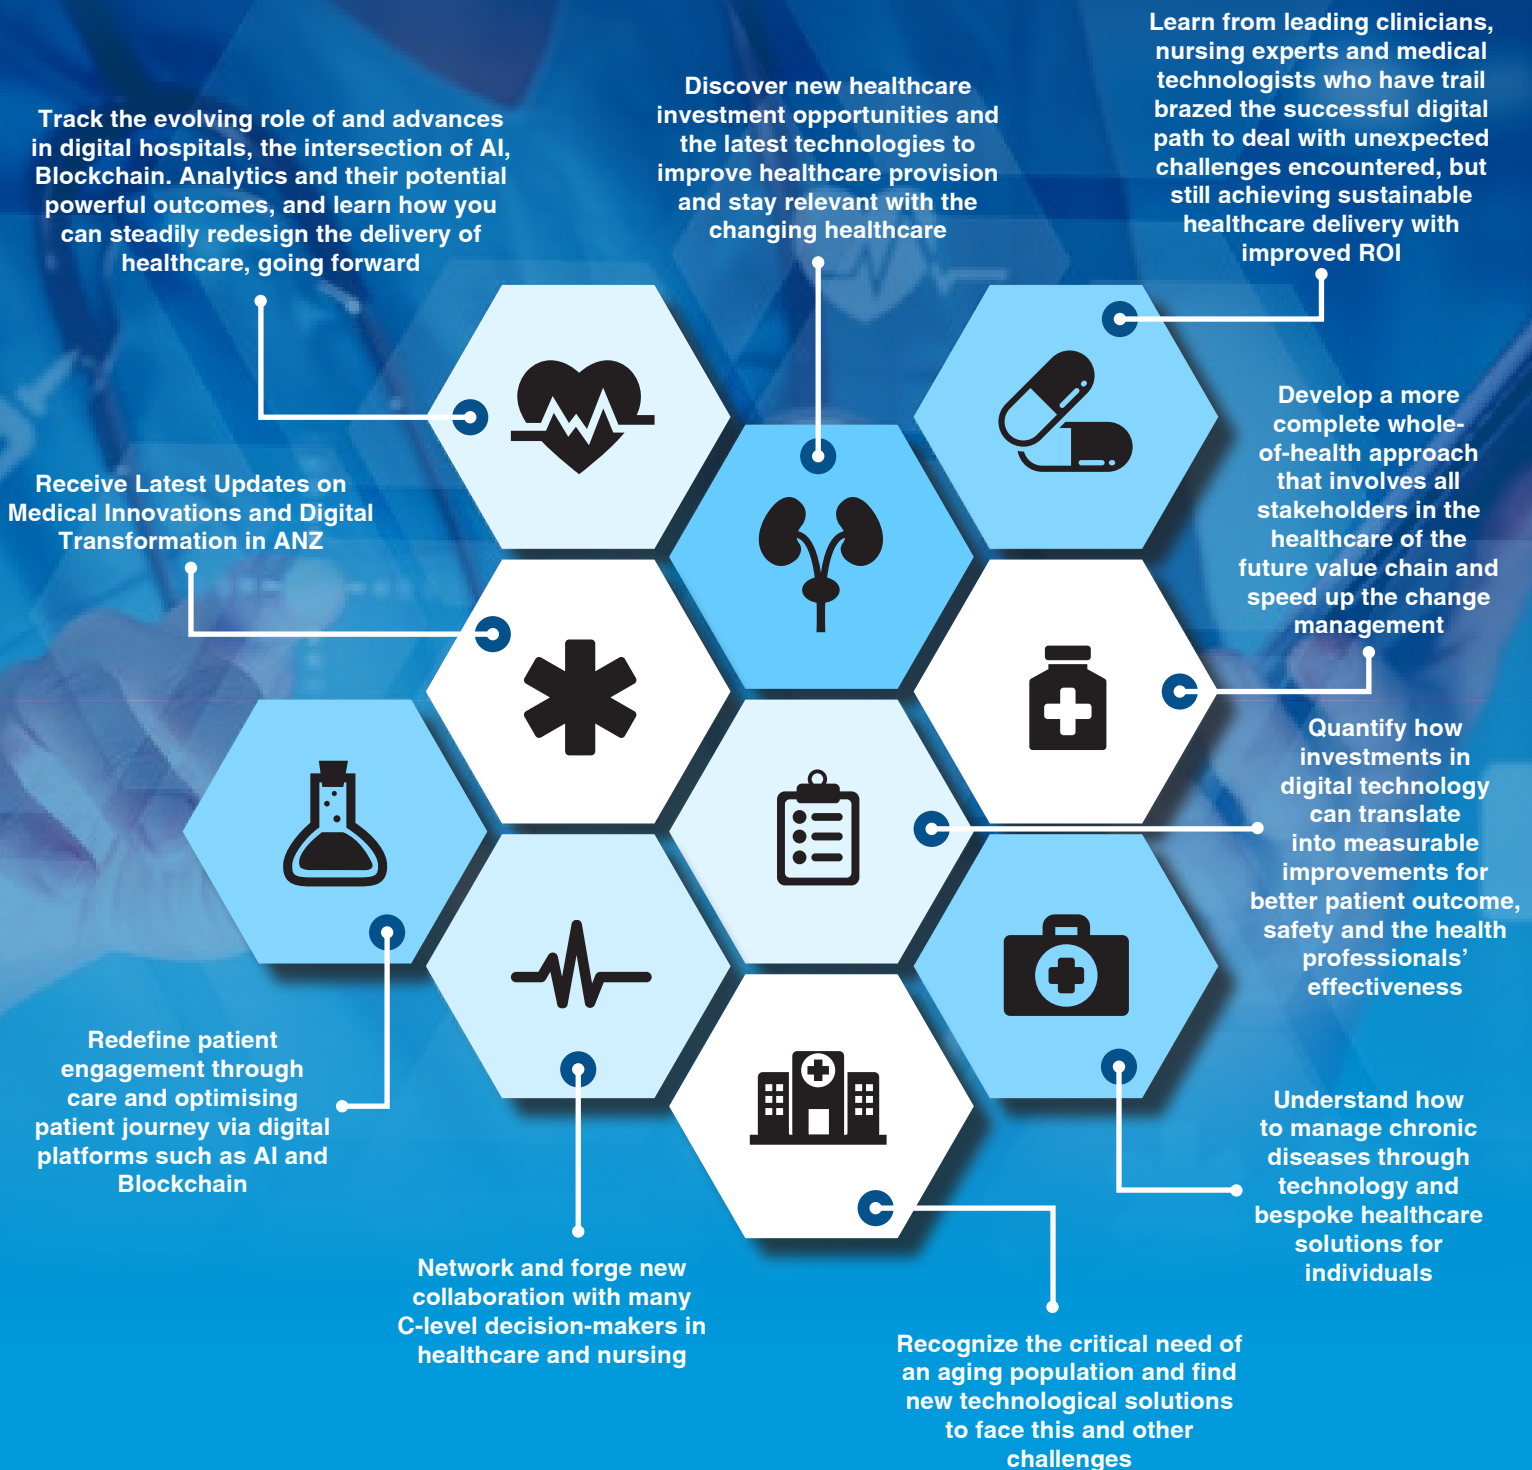 Track the evolving role of and advances
in digital hospitals, the intersection of AI,
Blockchain. Analytics and their potential
powerful outcomes, and learn how you
can steadily redesign the delivery of
healthcare, going forward
Discover new healthcare
investment opportunities and
the latest technologies to
improve healthcare provision
and stay relevant with the
changing healthcare
Learn from leading clinicians,
nursing experts and medical
technologists who have trail
brazed the successful digital
path to deal with unexpected
challenges encountered, but
still achieving sustainable
healthcare delivery with
improved ROI
Receive Latest Updates on
Medical Innovations and Digital
Transformation in ANZ
Develop a more
complete whole-
of-health approach
that involves all
stakeholders in the
healthcare of the
future value chain and
speed up the change
management
Quantify how
investments in
digital technology
can translate
into measurable
improvements for
better patient outcome,
safety and the health
professionals’
effectiveness
Redefine patient
engagement through
care and optimising
patient journey via digital
platforms such as AI and
Blockchain
Network and forge new
collaboration with many
C-level decision-makers in
healthcare and nursing
Recognize the critical need of
an aging population and find
new technological solutions
to face this and other
challenges
Understand how
to manage chronic
diseases through
technology and
bespoke healthcare
solutions for
individuals